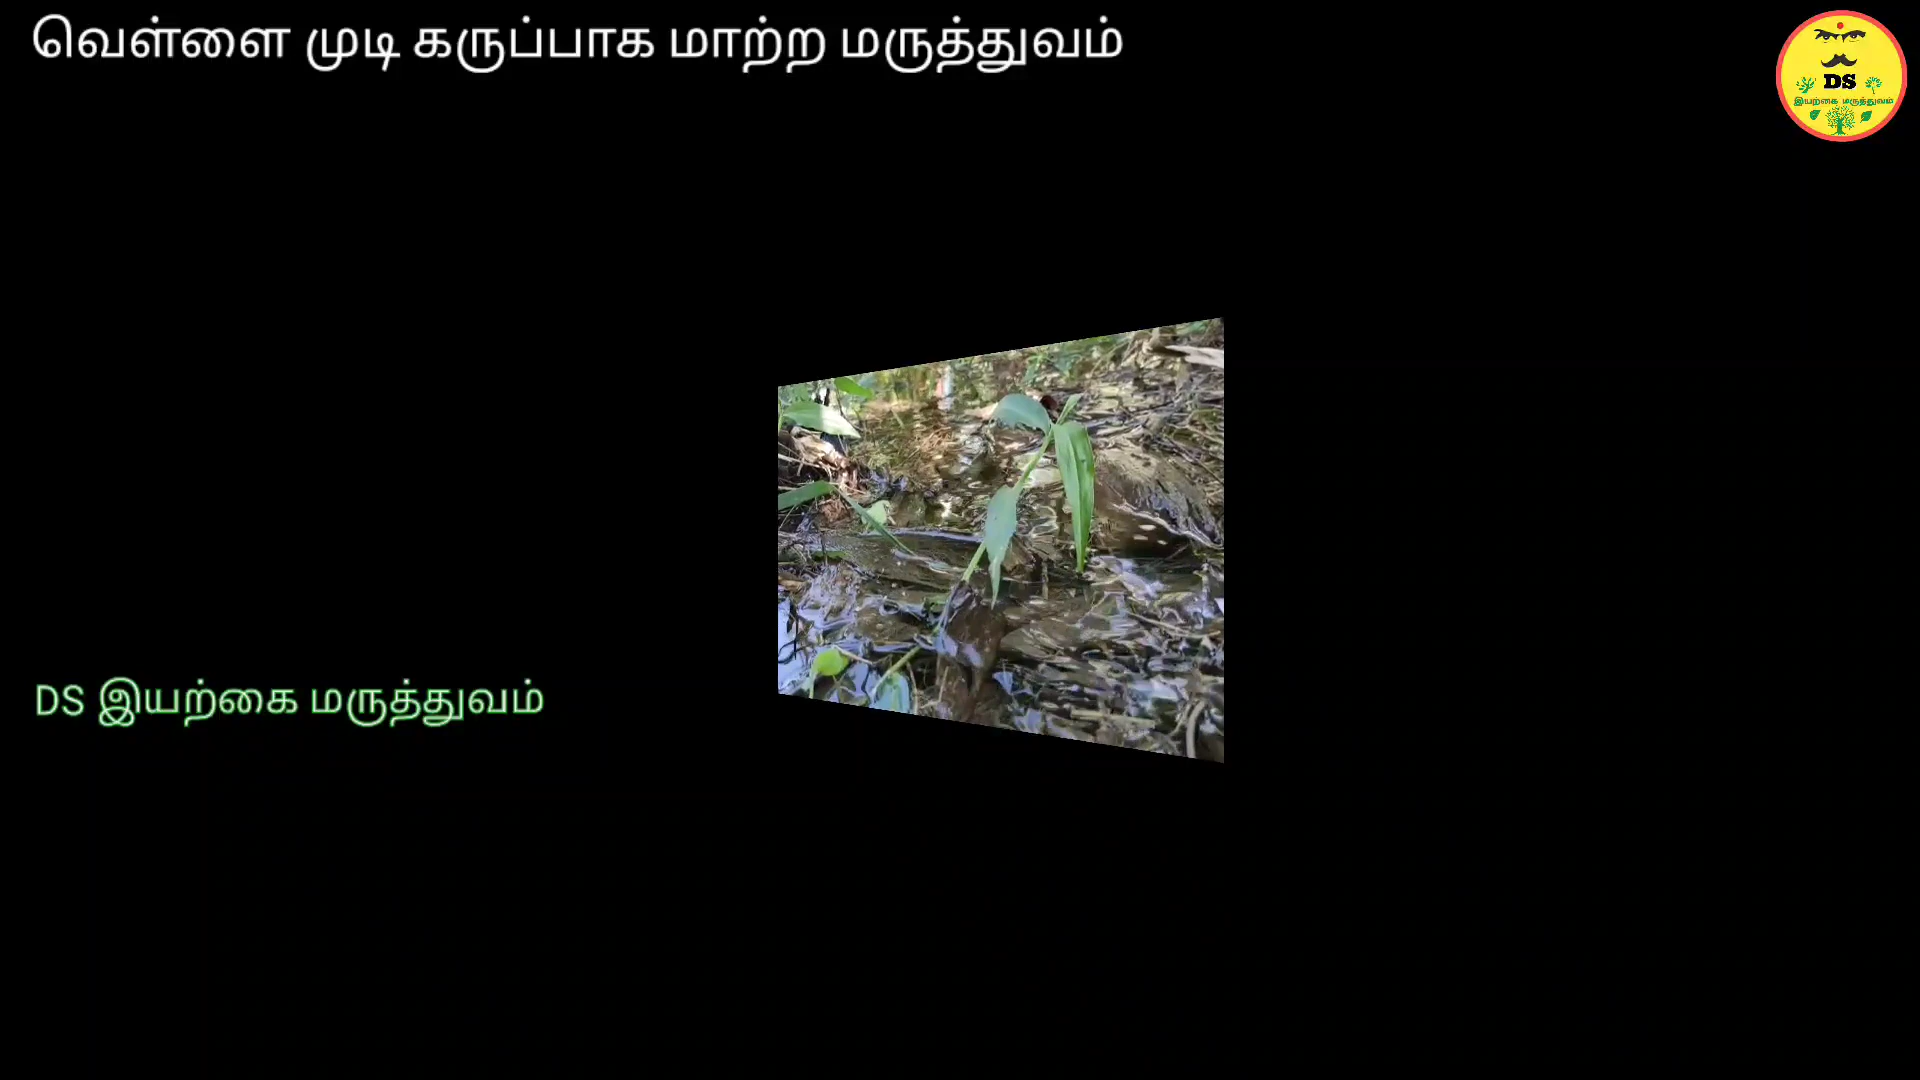 வெள்ளை முடி கருப்பாக மாற்ற மருத்துவம்
DS
இயற்கை மருத்துவம்
DS இயற்கை மருத்துவம்